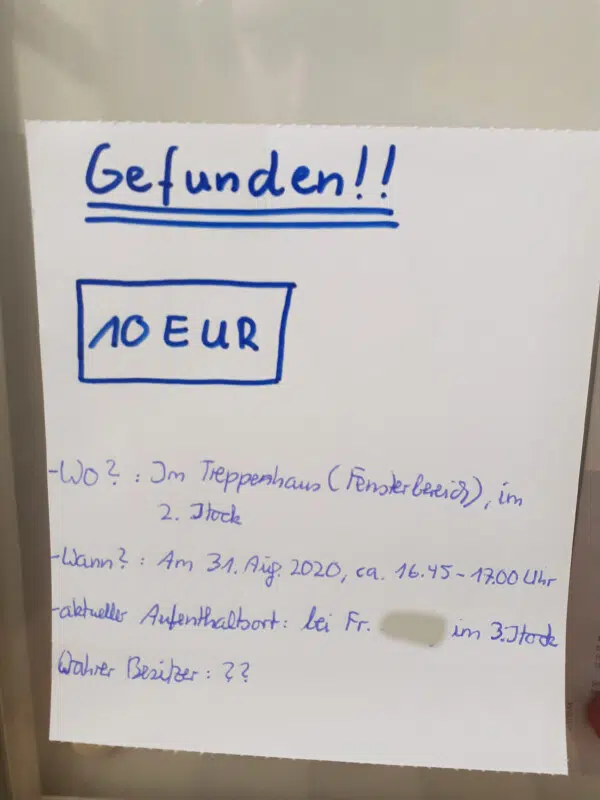 Gefunden!!
10 EUR
-Wo? : Im Treppenhaus (Fensterbereich), im
2. Stock
-Wann? : Am 31. Aug. 2020, ca. 16.45 - 17.00 Uhr
-aktueller Aufenthaltsort: bei Fr. im 3. Stock
Wahrer Besitzer: ??